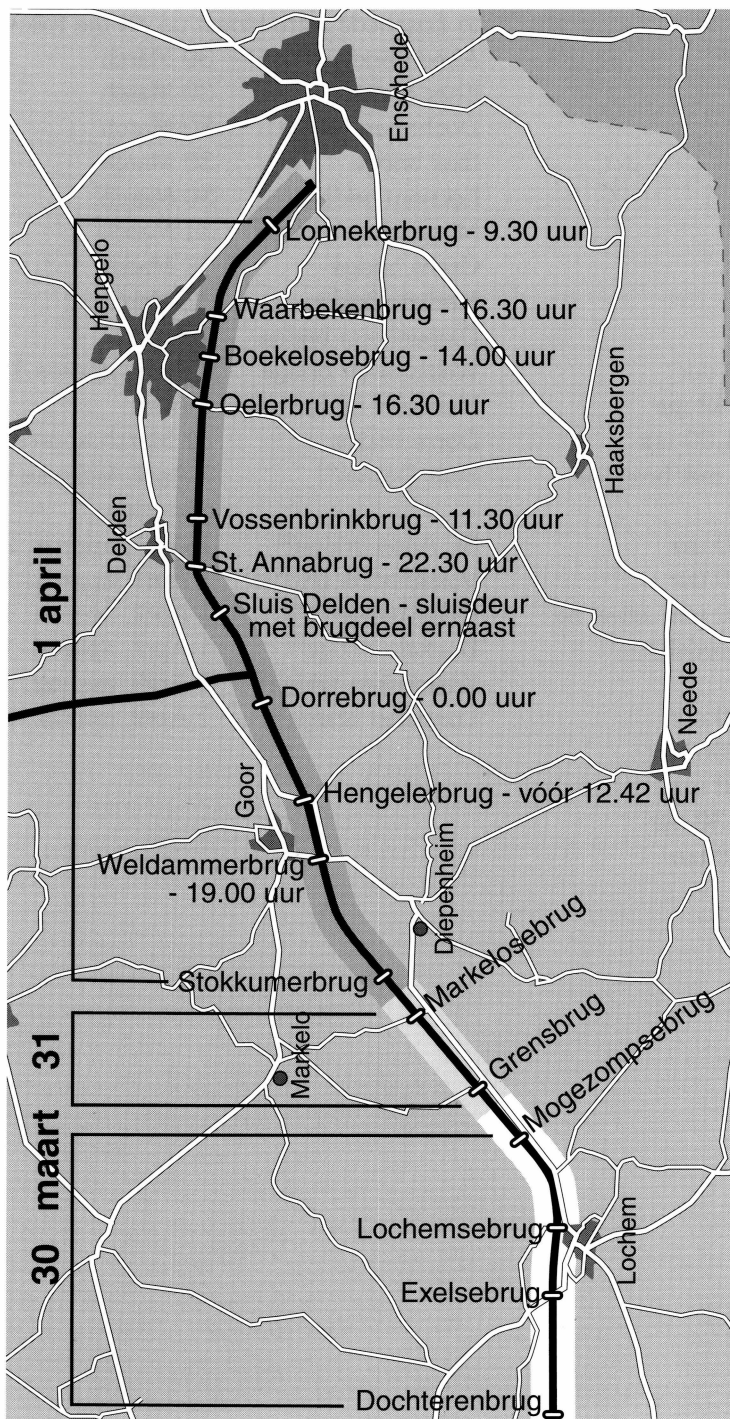 Enschede
Lonnekerbrug - 9.30 uur
Hengelo
Waarbekenbrug - 16.30 uur
Boekelosebrug - 14.00 uur
Oelerbrug - 16.30 uur
Haaksbergen
Vossenbrinkbrug - 11.30 uur
Delden
St. Annabrug - 22.30 uur
Sluis Delden - sluisdeur
met brugdeel ernaast
1 april
Dorrebrug - 0.00 uur
Neede
Hengelerbrug - vóór 12.42 uur
Goor
Weldammerbrug
- 19.00 uur
Diepenheim
Stokkumerbrug
Markelosebrug
Grensbrug
Mogezompsebrug
Markelo
30 maart 31
Lochemsebrug
Lochem
Exelsebrug
Dochterenbrug